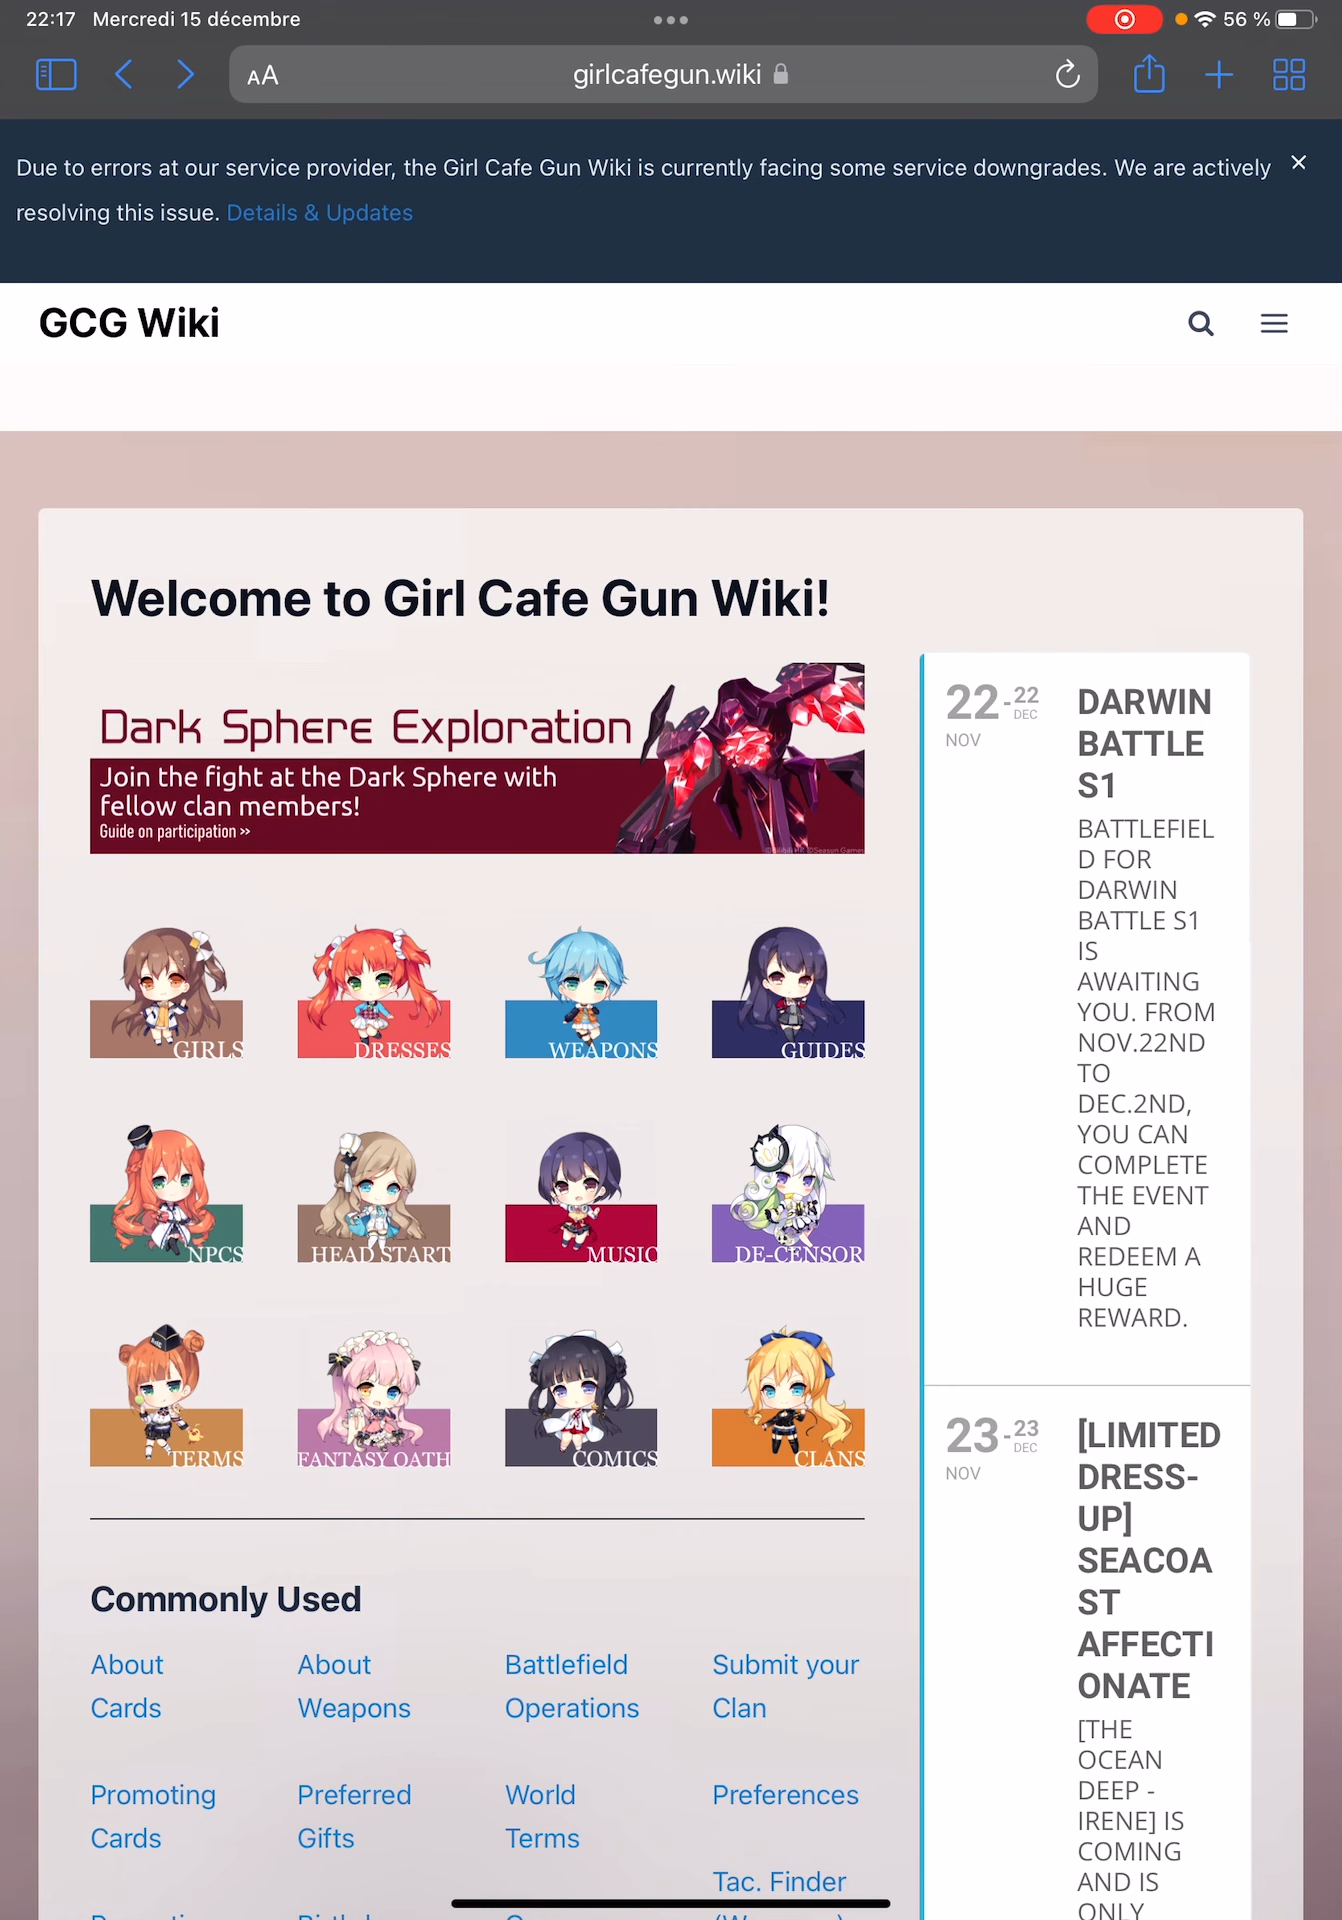 22:17 Mercredi 15 décembre
56 %
AA
girlcafegun.wiki
Due to errors at our service provider, the Girl Cafe Gun Wiki is currently facing some service downgrades. We are actively
resolving this issue. Details & Updates
GCG Wiki
Welcome to Girl Cafe Gun Wiki!
Dark Sphere Exploration
Join the fight at the Dark Sphere with
fellow clan members!
Guide on participation >>
GIRLS
DRESSES
WEAPONS
GUIDES
NPCS
HEAD START
MUSIC
DE-CENSOR
TERMS
FANTASY OATH
COMICS
CLANS
Commonly Used
About
Cards
About
Weapons
Battlefield
Operations
Submit your
Clan
Promoting
Cards
Preferred
Gifts
World
Terms
Preferences
Tac. Finder
22 - 22
DEC
NOV
DARWIN
BATTLE
S1
BATTLEFIEL
D FOR
DARWIN
BATTLE S1
IS
AWAITING
YOU. FROM
NOV.22ND
TO
DEC.2ND,
YOU CAN
COMPLETE
THE EVENT
AND
REDEEM A
HUGE
REWARD.
23 - 23
DEC
NOV
[LIMITED
DRESS-
UP]
SEACOA
ST
AFFECTI
ONATE
[THE
OCEAN
DEEP -
IRENE] IS
COMING
AND IS
ONLY